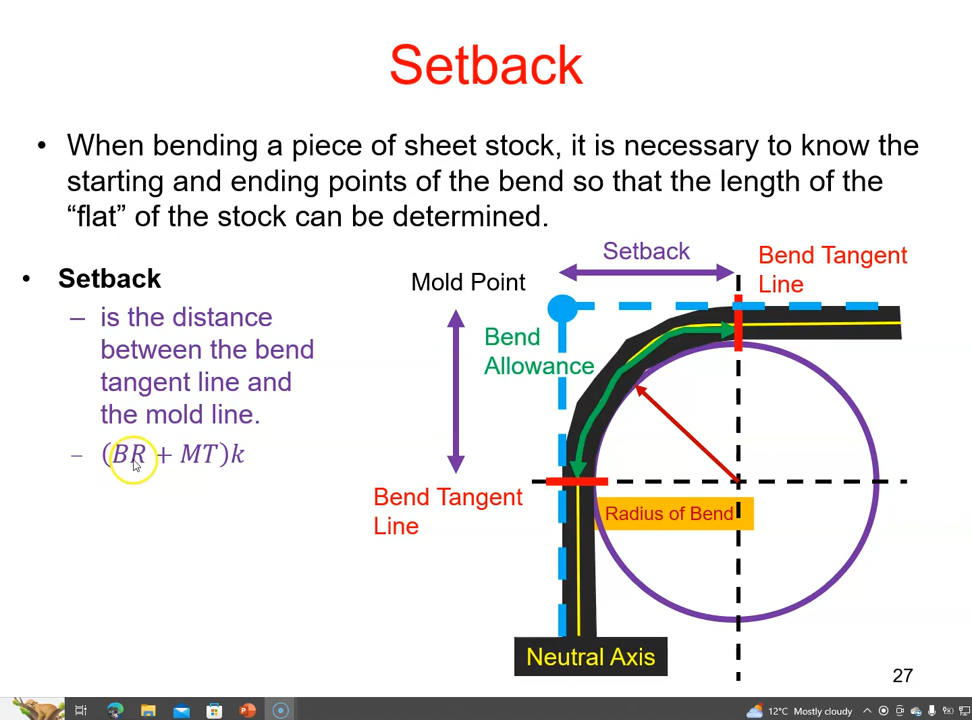 Setback
• When bending a piece of sheet stock, it is necessary to know the
starting and ending points of the bend so that the length of the
“flat” of the stock can be determined.
• Setback
– is the distance
between the bend
tangent line and
the mold line.
– (BR + MT)k
Setback
Bend Tangent
Line
Mold Point
Bend
Allowance
Bend Tangent
Line
Radius of Bend
Neutral Axis
27
12°C Mostly cloudy